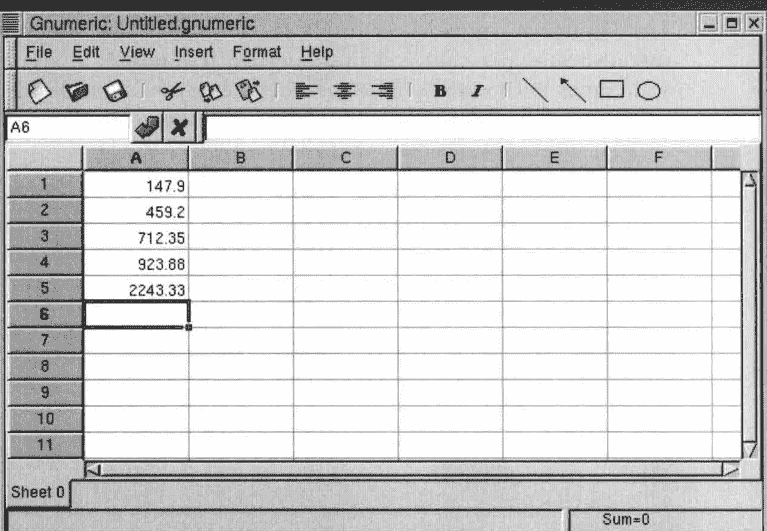 Gnumeric: Untitled.gnumeric
File Edit View Insert Format Help
B I
A6
A B C D E F
1 147.9
2 459.2
3 712.35
4 923.88
5 2243.33
6
7
8
9
10
11
Sheet 0
Sum=0